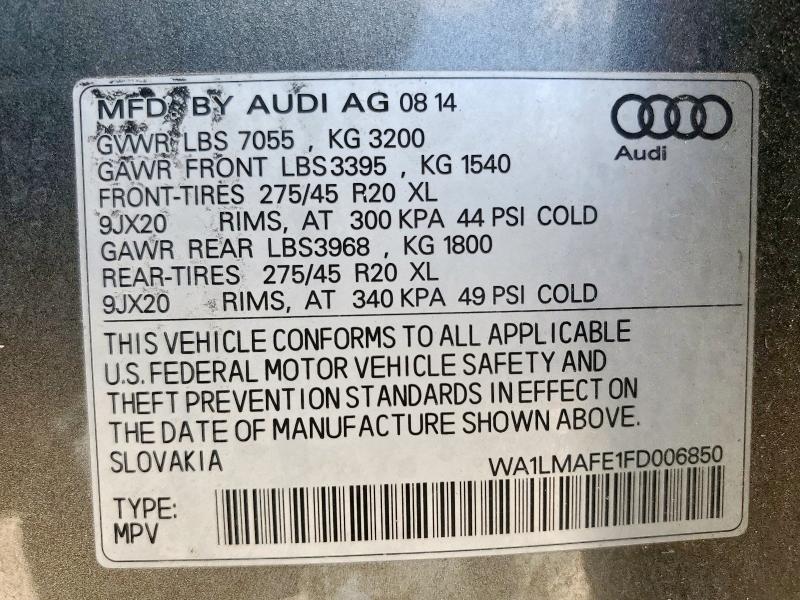 MFD. BY AUDI AG 08 14
Audi
GVWR LBS 7055 , KG 3200
GAWR FRONT LBS3395 , KG 1540
FRONT-TIRES 275/45 R20 XL
9JX20 RIMS, AT 300 KPA 44 PSI COLD
GAWR REAR LBS3968 , KG 1800
REAR-TIRES 275/45 R20 XL
9JX20 RIMS, AT 340 KPA 49 PSI COLD
THIS VEHICLE CONFORMS TO ALL APPLICABLE
U.S. FEDERAL MOTOR VEHICLE SAFETY AND
THEFT PREVENTION STANDARDS IN EFFECT ON
THE DATE OF MANUFACTURE SHOWN ABOVE.
SLOVAKIA WA1LMAFE1FD006850
TYPE:
MPV